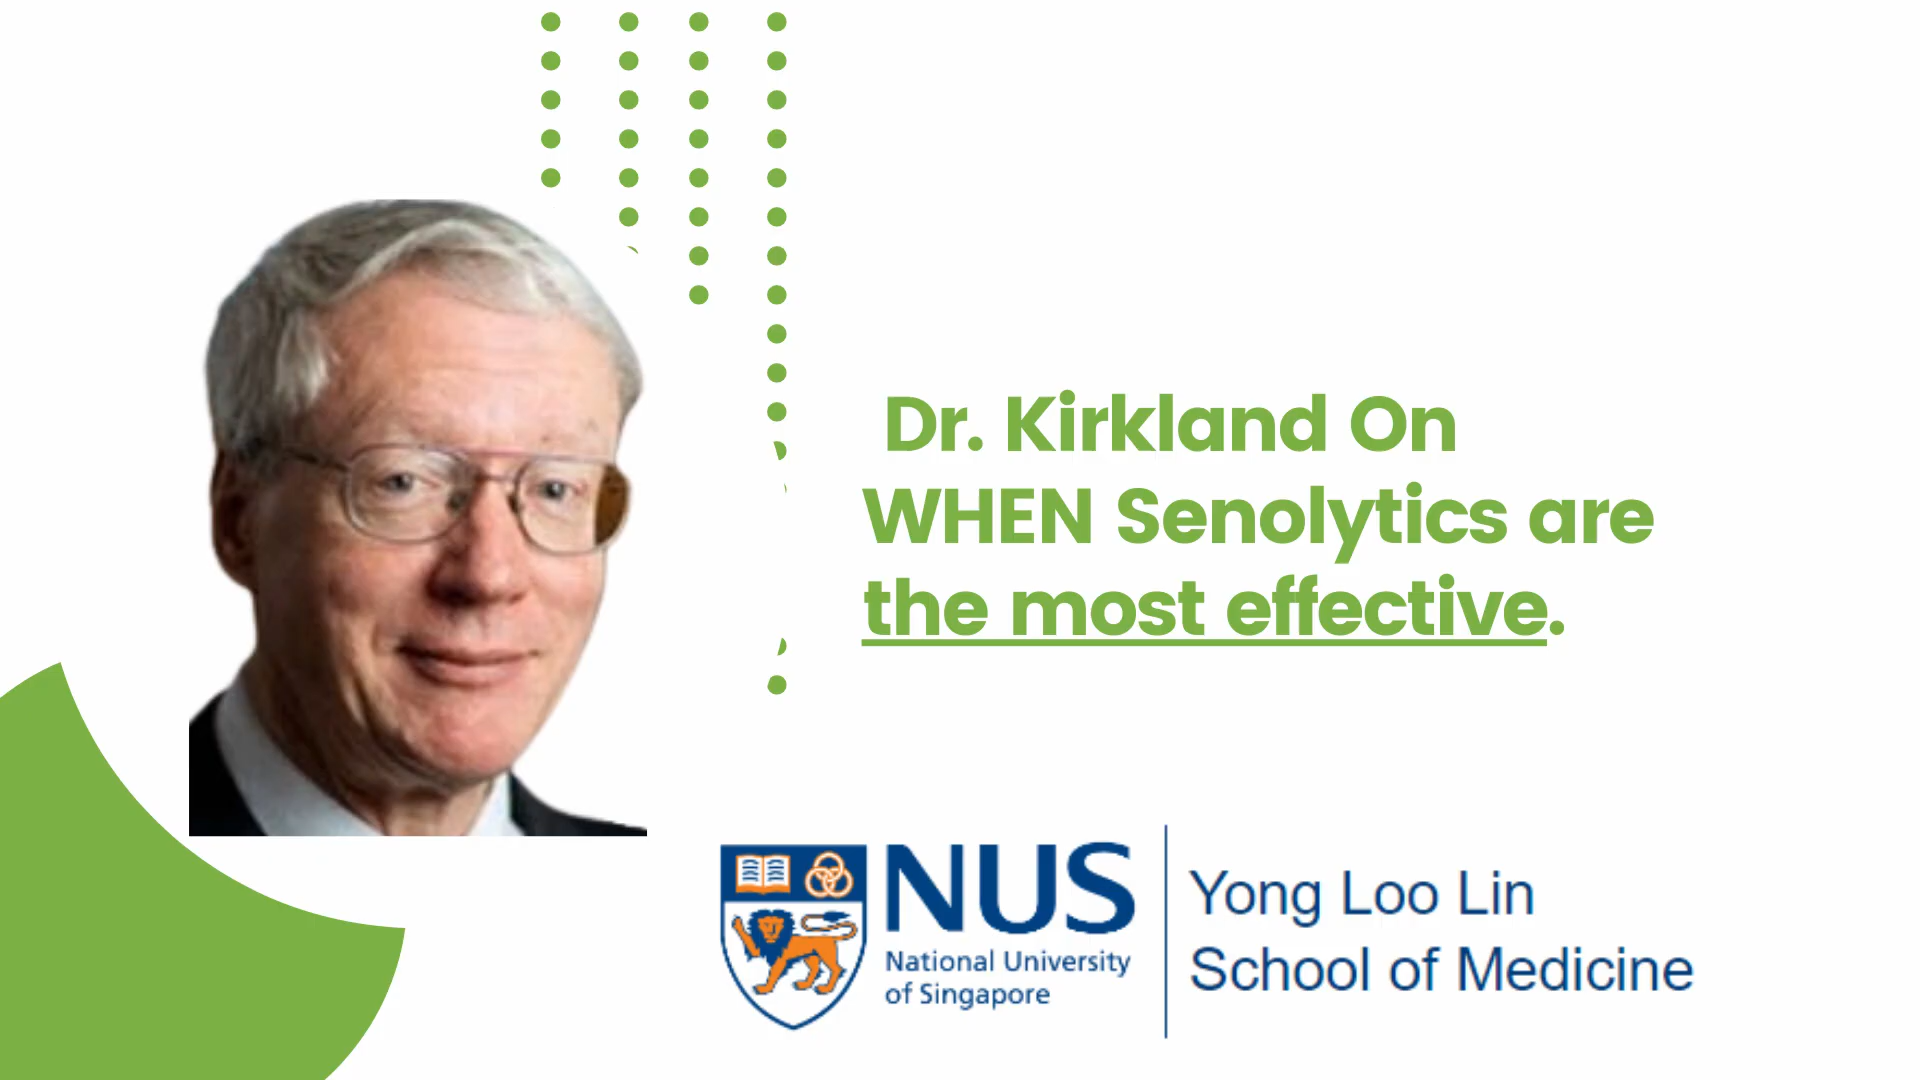 Dr. Kirkland On
WHEN Senolytics are
the most effective.
NUS
National University
of Singapore
Yong Loo Lin
School of Medicine